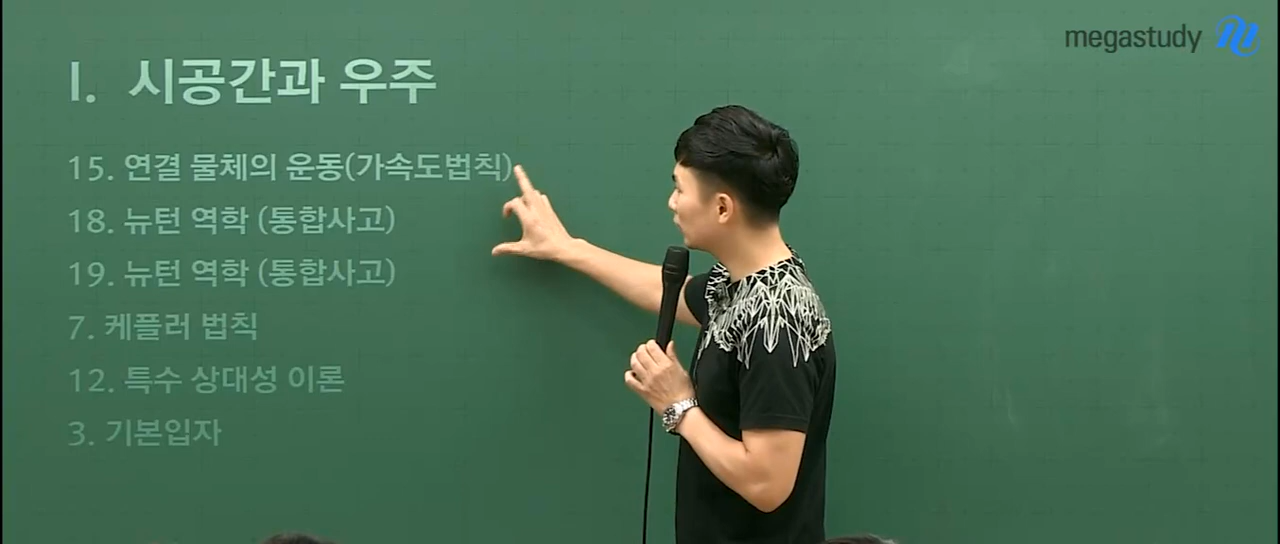 megastudy
I. 시공간과 우주
15. 연결 물체의 운동(가속도법칙)
18. 뉴턴 역학 (통합사고)
19. 뉴턴 역학 (통합사고)
7. 케플러 법칙
12. 특수 상대성 이론
3. 기본입자